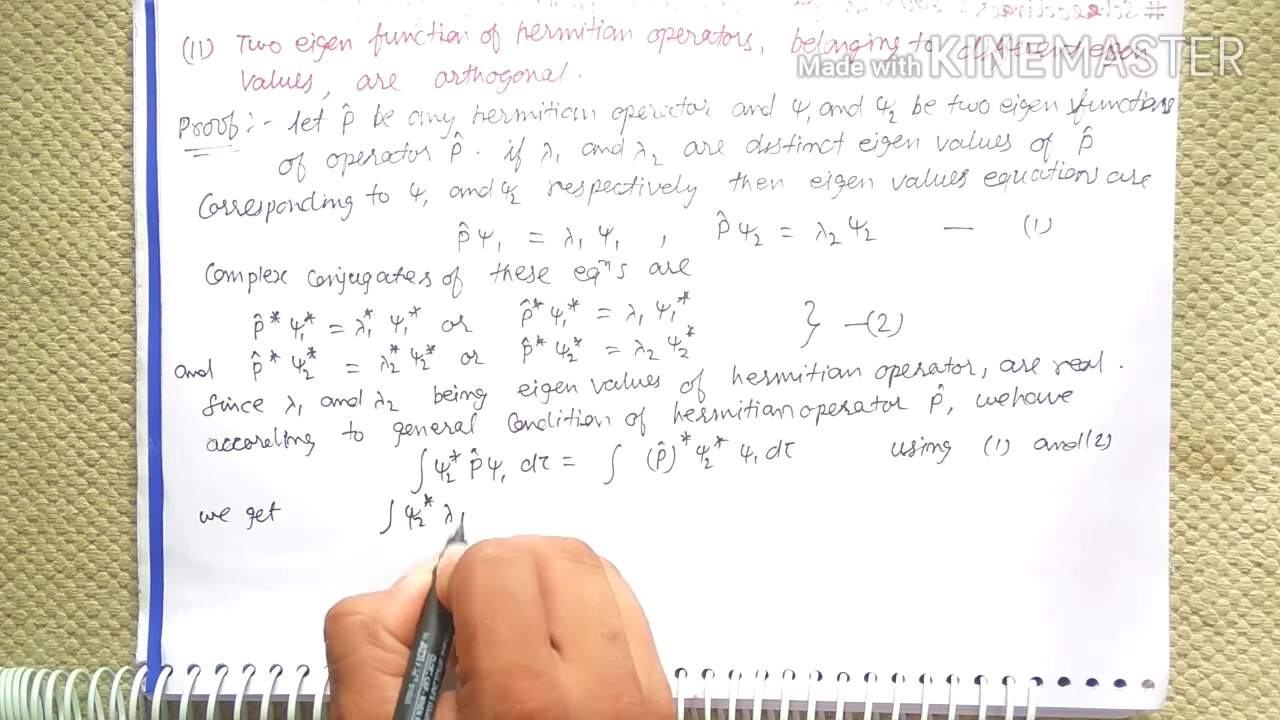 (II) Two eigen function of hermitian operators, belonging to different eigen
values, are orthogonal.
Made with KINEMASTER
Proof :- let P̂ be any hermitian operator and ψ₁ and ψ₂ be two eigen functions
of operator P̂. if λ₁ and λ₂ are distinct eigen values of P̂
Corresponding to ψ₁ and ψ₂ respectively then eigen values equations are
P̂ψ₁ = λ₁ψ₁ , P̂ψ₂ = λ₂ψ₂ — (1)
Complex conjugates of these eqⁿs are
P̂*ψ₁* = λ₁*ψ₁* or P̂*ψ₁* = λ₁ψ₁*
and P̂*ψ₂* = λ₂*ψ₂* or P̂*ψ₂* = λ₂ψ₂* } —(2)
Since λ₁ and λ₂ being eigen values of hermitian operator, are real.
according to general Condition of hermitian operator P̂, we have
∫ψ₂* P̂ψ₁ dτ = ∫ (P̂)*ψ₂* ψ₁ dτ using (1) and (2)
we get ∫ψ₂* λ₁